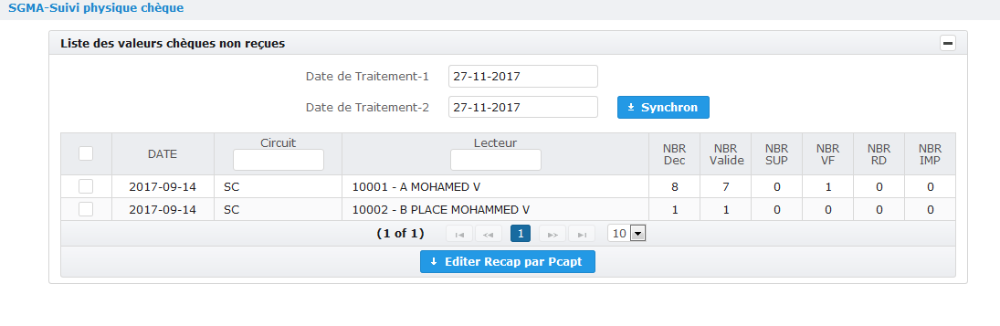 SGMA-Suivi physique chèque
Liste des valeurs chèques non reçues
Date de Traitement-1 27-11-2017
Date de Traitement-2 27-11-2017 Synchron
DATE Circuit Lecteur NBR Dec NBR Valide NBR SUP NBR VF NBR RD NBR IMP
2017-09-14 SC 10001 - A MOHAMED V 8 7 0 1 0 0
2017-09-14 SC 10002 - B PLACE MOHAMMED V 1 1 0 0 0 0
(1 of 1) 1 10
Editer Recap par Pcapt